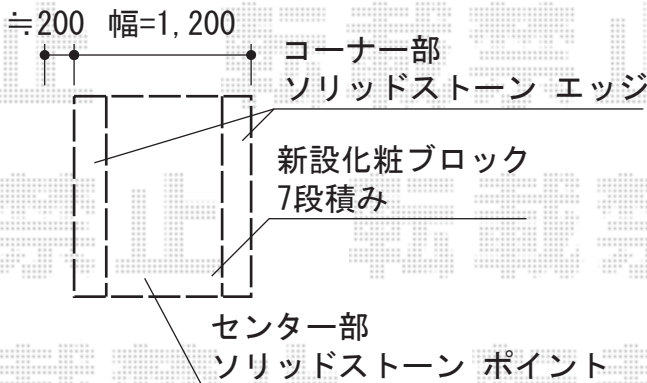 ≒200 幅=1,200
コーナー部
ソリッドストーン エッジ
新設化粧ブロック
7段積み
センター部
ソリッドストーン ポイント